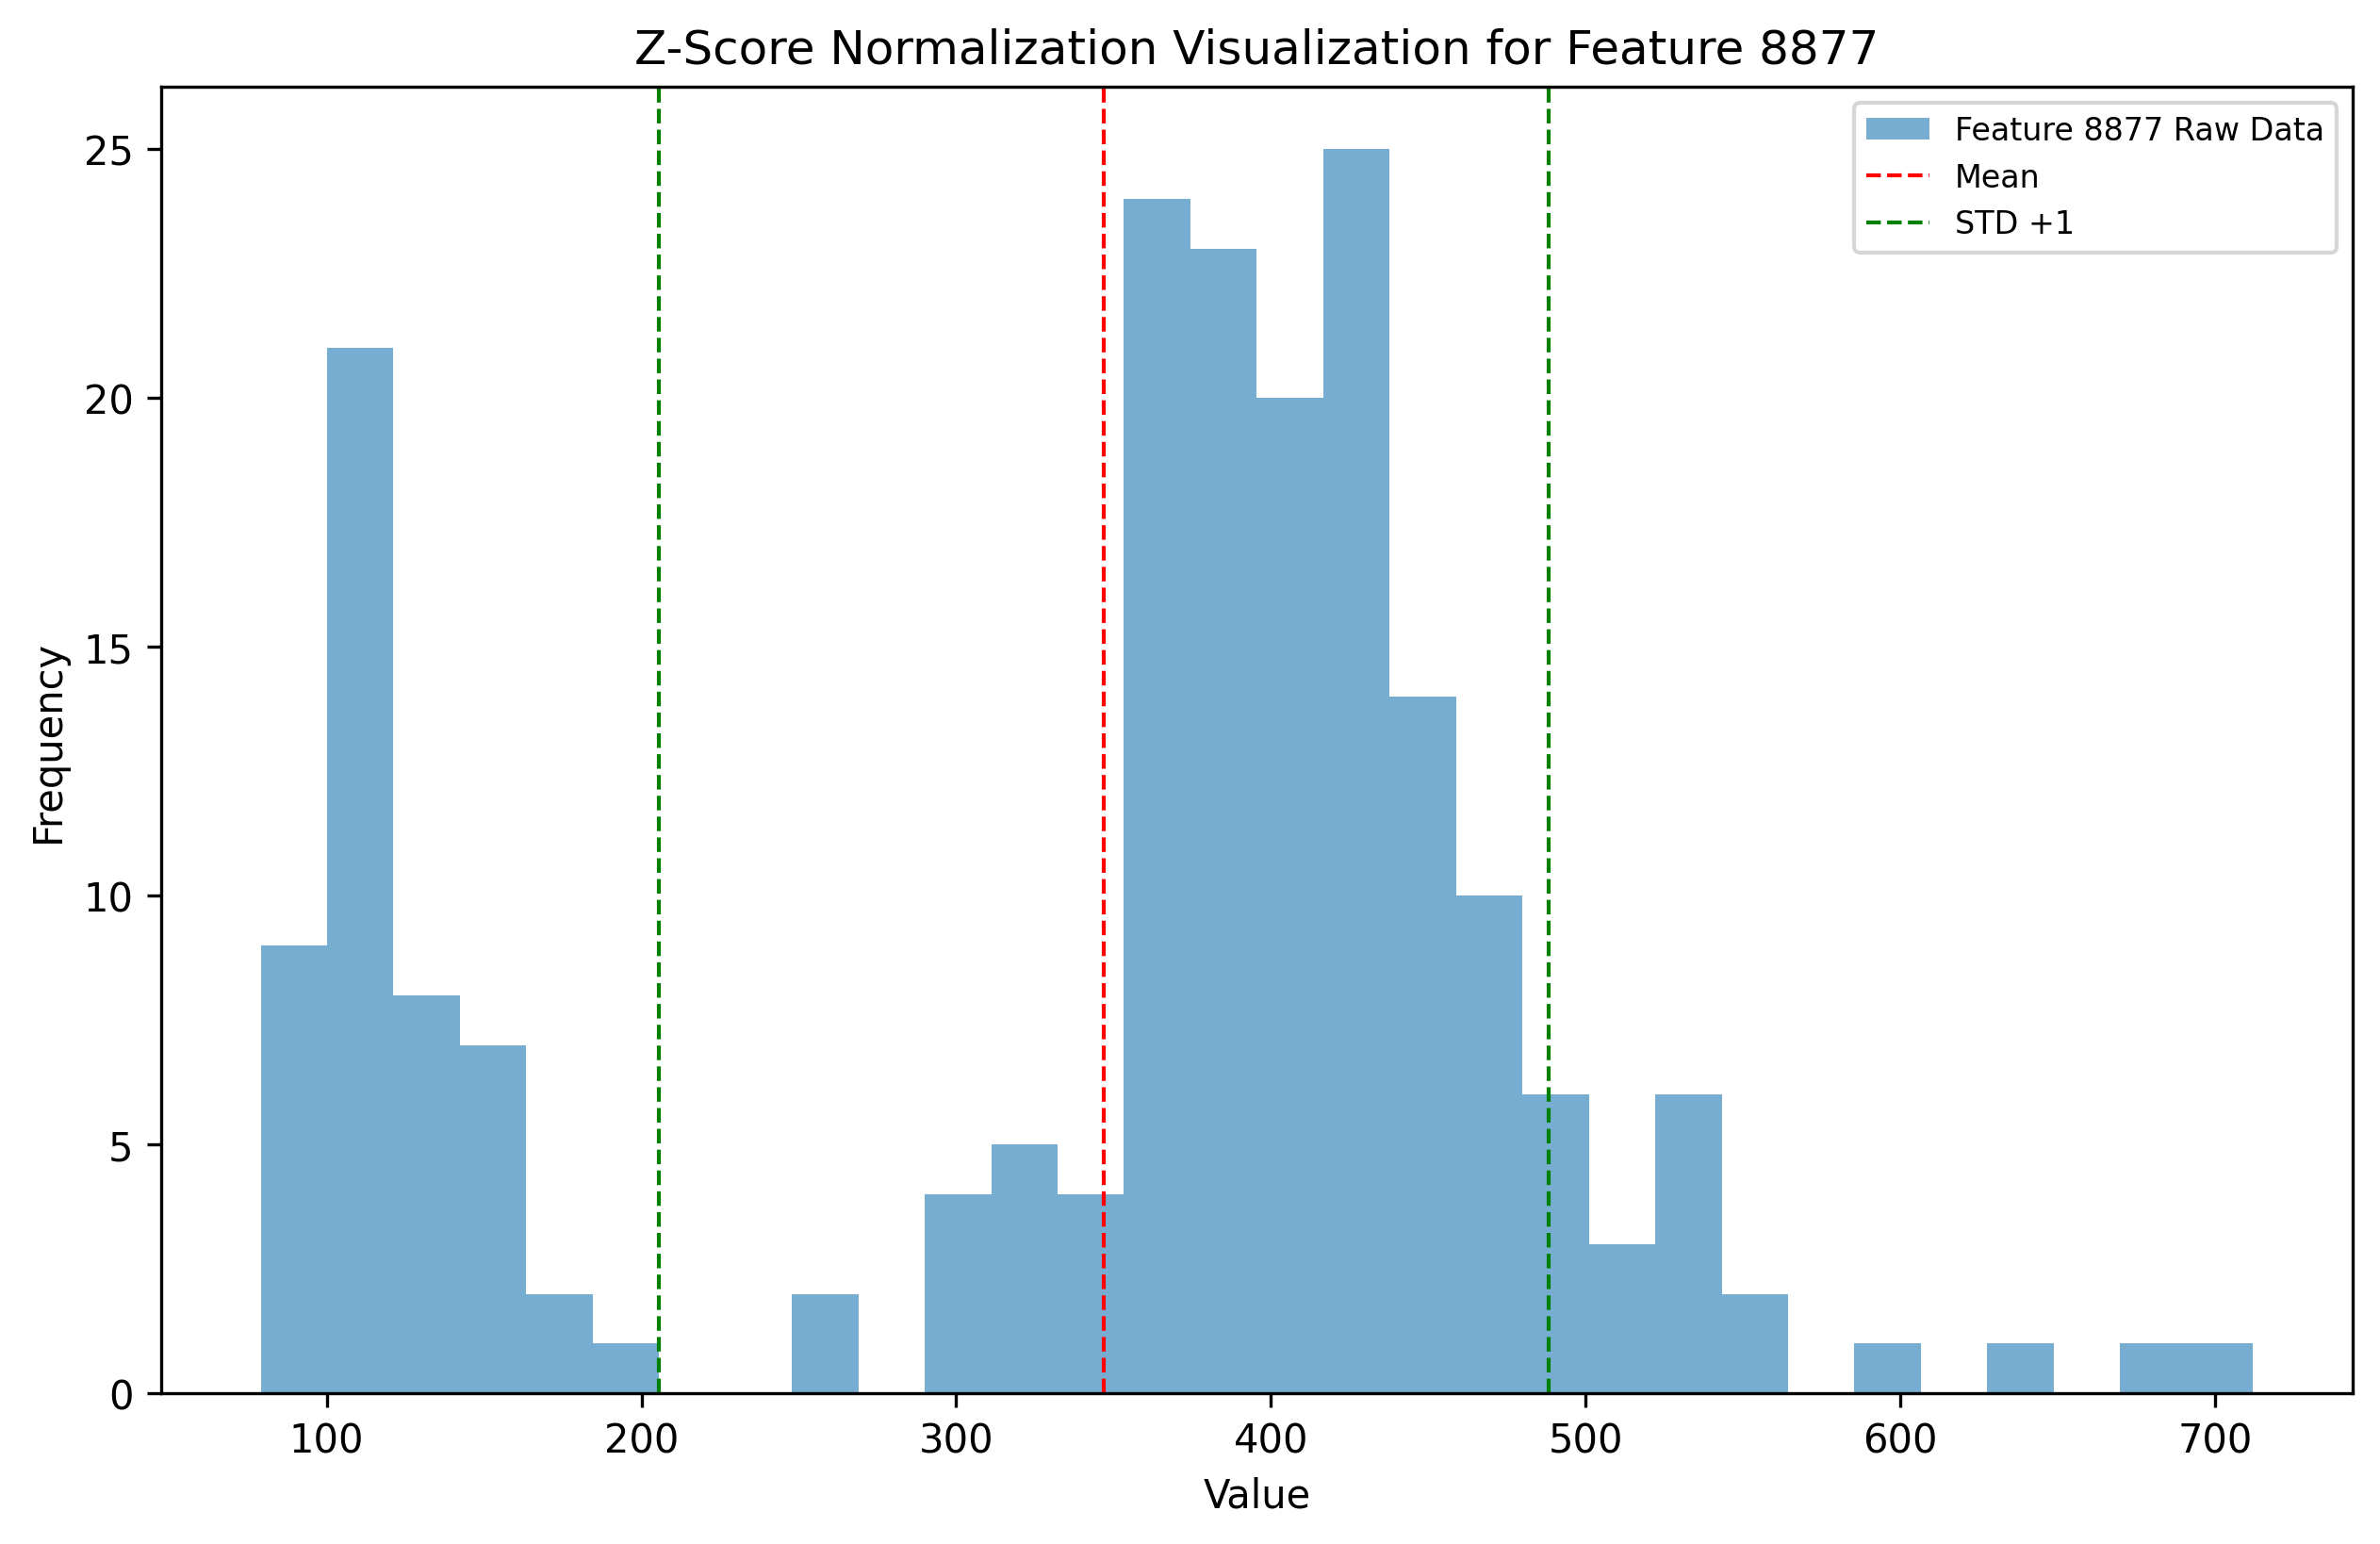 Z-Score Normalization Visualization for Feature 8877
Feature 8877 Raw Data
Mean
STD +1
25
20
15
10
5
0
Frequency
100 200 300 400 500 600 700
Value